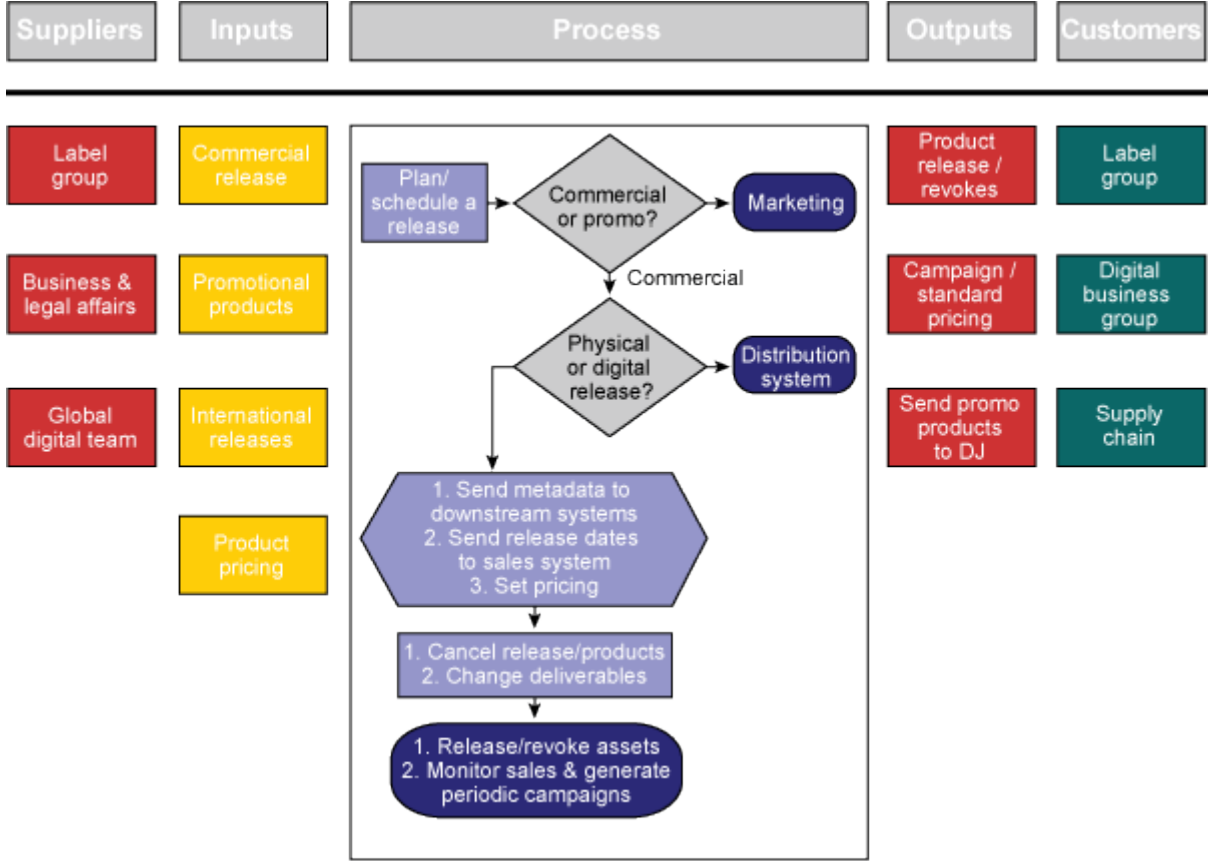 Suppliers
Inputs
Process
Outputs
Customers
Label
group
Commercial
release
Plan/
schedule a
release
Commercial
or promo?
Marketing
Product
release /
revokes
Label
group
Commercial
Business &
legal affairs
Promotional
products
Physical
or digital
release?
Distribution
system
Campaign /
standard
pricing
Digital
business
group
Global
digital team
International
releases
Send promo
products
to DJ
Supply
chain
Product
pricing
1. Send metadata to
downstream systems
2. Send release dates
to sales system
3. Set pricing
1. Cancel release/products
2. Change deliverables
1. Release/revoke assets
2. Monitor sales & generate
periodic campaigns